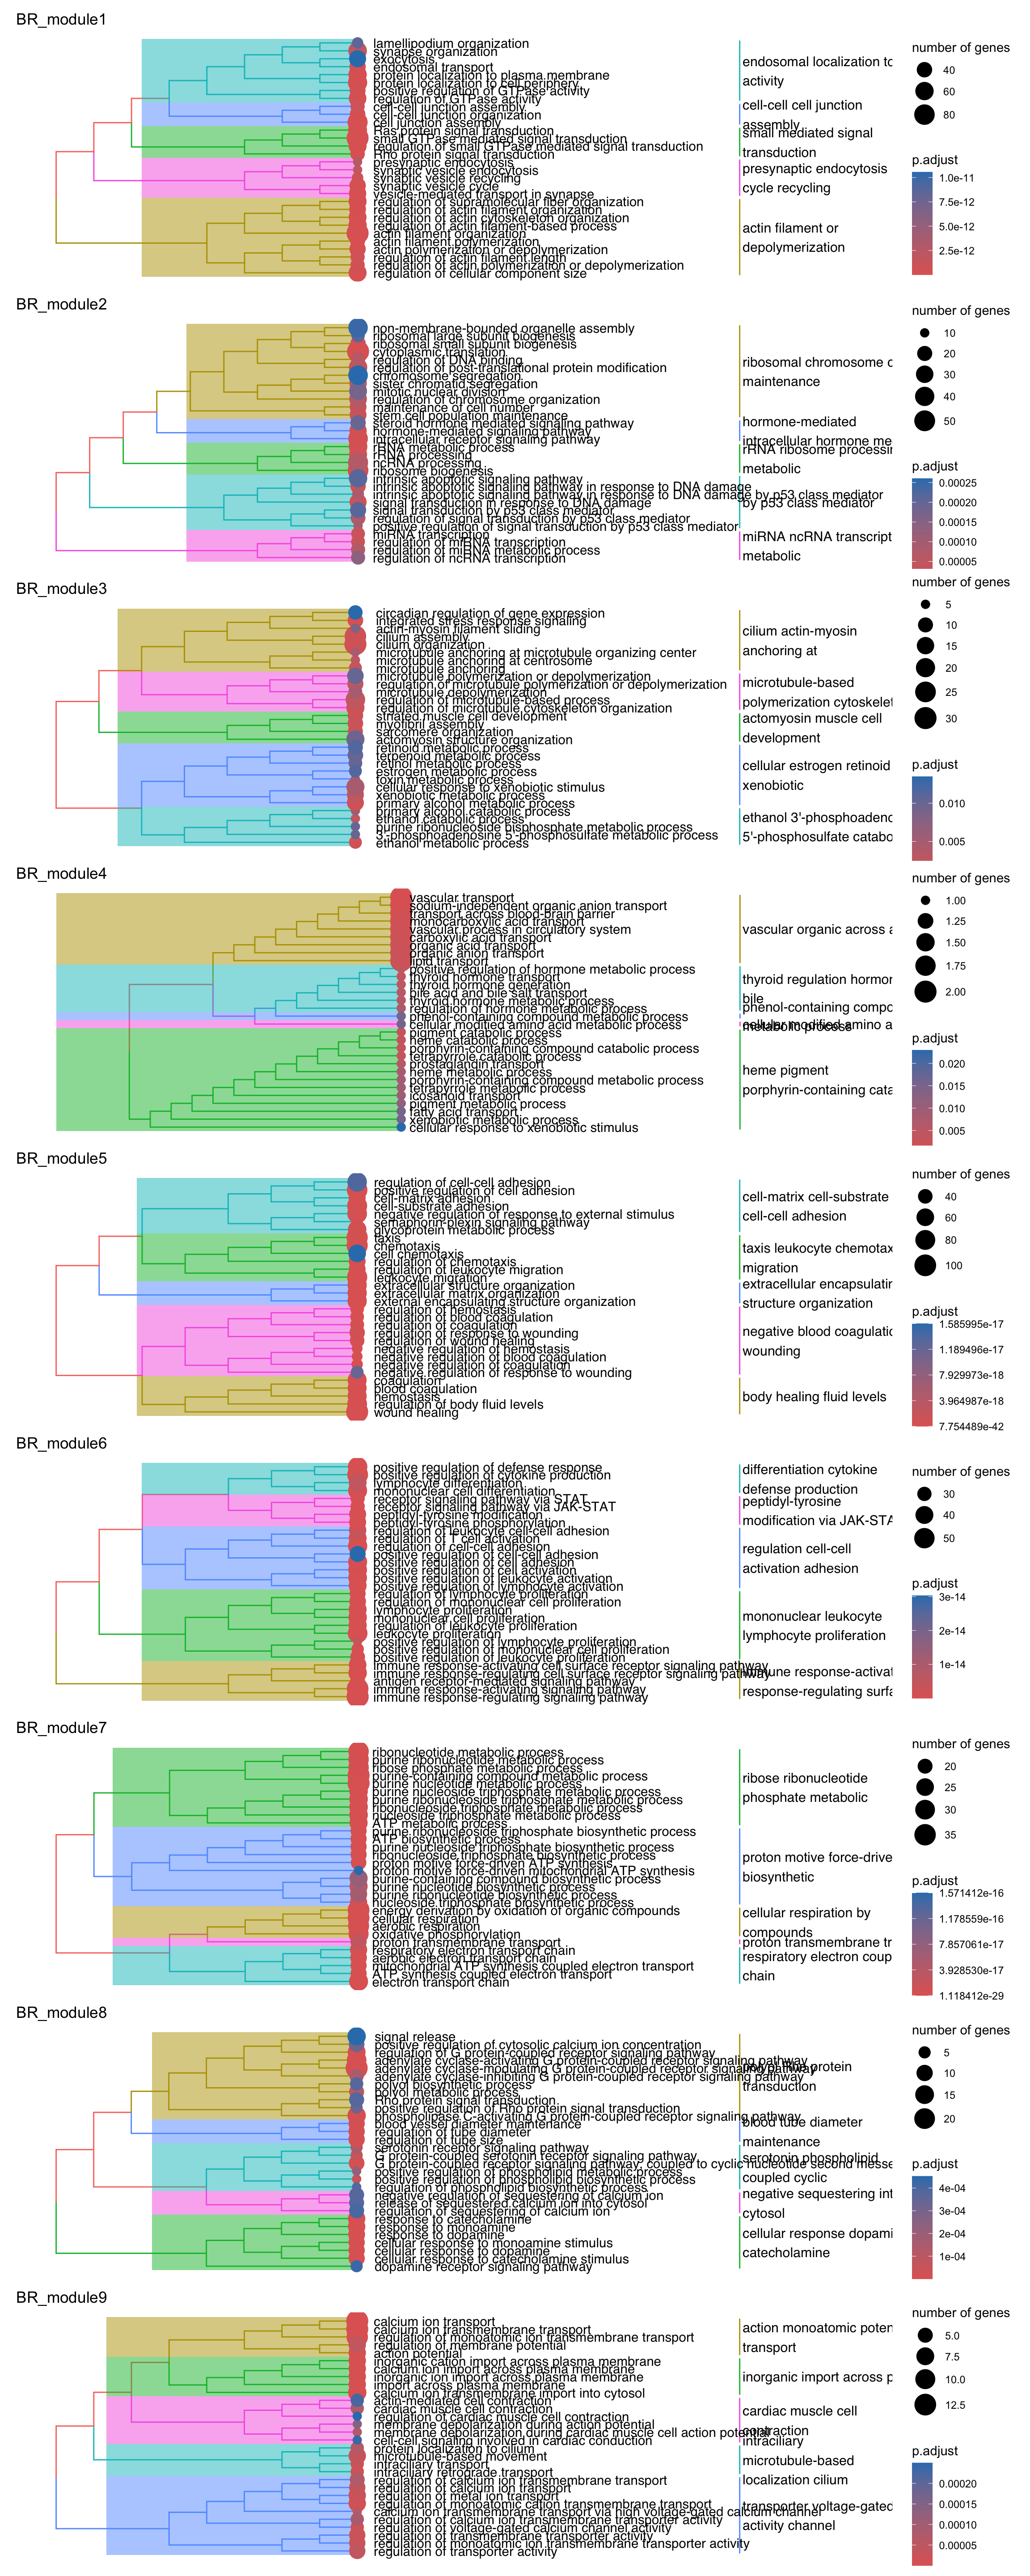 BR_module1
lamellipodium organization
synapse organization
exocytosis
endosomal transport
protein localization to plasma membrane
protein localization to cell periphery
positive regulation of GTPase activity
regulation of GTPase activity
cell-cell junction assembly
cell-cell junction organization
cell junction assembly
Ras protein signal transduction
small GTPase mediated signal transduction
regulation of small GTPase mediated signal transduction
Rho protein signal transduction
presynaptic endocytosis
synaptic vesicle endocytosis
synaptic vesicle recycling
synaptic vesicle cycle
vesicle-mediated transport in synapse
regulation of supramolecular fiber organization
regulation of actin filament organization
regulation of actin cytoskeleton organization
regulation of actin filament-based process
actin filament organization
actin filament polymerization
actin polymerization or depolymerization
regulation of actin filament length
regulation of actin polymerization or depolymerization
regulation of cellular component size
endosomal localization to
activity
cell-cell cell junction
assembly
small mediated signal
transduction
presynaptic endocytosis
cycle recycling
actin filament or
depolymerization
number of genes
40
60
80
p.adjust
1.0e-11
7.5e-12
5.0e-12
2.5e-12
BR_module2
non-membrane-bounded organelle assembly
ribosomal large subunit biogenesis
ribosomal small subunit biogenesis
cytoplasmic translation
regulation of DNA binding
regulation of post-translational protein modification
chromosome segregation
sister chromatid segregation
mitotic nuclear division
regulation of chromosome organization
maintenance of cell number
stem cell population maintenance
steroid hormone mediated signaling pathway
hormone-mediated signaling pathway
intracellular receptor signaling pathway
rRNA metabolic process
rRNA processing
ncRNA processing
ribosome biogenesis
intrinsic apoptotic signaling pathway
intrinsic apoptotic signaling pathway in response to DNA damage
intrinsic apoptotic signaling pathway in response to DNA damage by p53 class mediator
signal transduction in response to DNA damage
signal transduction by p53 class mediator
regulation of signal transduction by p53 class mediator
positive regulation of signal transduction by p53 class mediator
miRNA transcription
regulation of miRNA transcription
regulation of miRNA metabolic process
regulation of ncRNA transcription
ribosomal chromosome c
maintenance
hormone-mediated
intracellular hormone me
rRNA ribosome processin
metabolic
by p53 class mediator
miRNA ncRNA transcript
metabolic
number of genes
10
20
30
40
50
p.adjust
0.00025
0.00020
0.00015
0.00010
0.00005
BR_module3
circadian regulation of gene expression
integrated stress response signaling
actin-myosin filament sliding
cilium assembly
cilium organization
microtubule anchoring at microtubule organizing center
microtubule anchoring at centrosome
microtubule anchoring
microtubule polymerization or depolymerization
regulation of microtubule polymerization or depolymerization
microtubule depolymerization
regulation of microtubule-based process
regulation of microtubule cytoskeleton organization
striated muscle cell development
myofibril assembly
sarcomere organization
actomyosin structure organization
retinoid metabolic process
terpenoid metabolic process
retinol metabolic process
estrogen metabolic process
toxin metabolic process
cellular response to xenobiotic stimulus
xenobiotic metabolic process
primary alcohol metabolic process
primary alcohol catabolic process
ethanol catabolic process
purine ribonucleoside bisphosphate metabolic process
3'-phosphoadenosine 5'-phosphosulfate metabolic process
ethanol metabolic process
cilium actin-myosin
anchoring at
microtubule-based
polymerization cytoskelet
actomyosin muscle cell
development
cellular estrogen retinoid
xenobiotic
ethanol 3'-phosphoadenc
5'-phosphosulfate catabo
number of genes
5
10
15
20
25
30
p.adjust
0.010
0.005
BR_module4
vascular transport
sodium-independent organic anion transport
transport across blood-brain barrier
monocarboxylic acid transport
vascular process in circulatory system
carboxylic acid transport
organic acid transport
organic anion transport
lipid transport
positive regulation of hormone metabolic process
thyroid hormone transport
thyroid hormone generation
bile acid and bile salt transport
thyroid hormone metabolic process
regulation of hormone metabolic process
phenol-containing compound metabolic process
cellular modified amino acid metabolic process
pigment catabolic process
heme catabolic process
porphyrin-containing compound catabolic process
tetrapyrrole catabolic process
prostaglandin transport
heme metabolic process
porphyrin-containing compound metabolic process
tetrapyrrole metabolic process
icosanoid transport
pigment metabolic process
fatty acid transport
xenobiotic metabolic process
cellular response to xenobiotic stimulus
vascular organic across a
thyroid regulation hormor
bile
phenol-containing compc
metabolic process
cellular modified amino a
heme pigment
porphyrin-containing cata
number of genes
1.00
1.25
1.50
1.75
2.00
p.adjust
0.020
0.015
0.010
0.005
BR_module5
regulation of cell-cell adhesion
positive regulation of cell adhesion
cell-matrix adhesion
cell-substrate adhesion
negative regulation of response to external stimulus
semaphorin-plexin signaling pathway
glycoprotein metabolic process
taxis
chemotaxis
cell chemotaxis
regulation of chemotaxis
regulation of leukocyte migration
leukocyte migration
extracellular structure organization
extracellular matrix organization
external encapsulating structure organization
regulation of hemostasis
regulation of blood coagulation
regulation of coagulation
regulation of response to wounding
regulation of wound healing
negative regulation of hemostasis
negative regulation of blood coagulation
negative regulation of coagulation
negative regulation of response to wounding
coagulation
blood coagulation
hemostasis
regulation of body fluid levels
wound healing
cell-matrix cell-substrate
cell-cell adhesion
taxis leukocyte chemotax
migration
extracellular encapsulatin
structure organization
negative blood coagulatic
wounding
body healing fluid levels
number of genes
40
60
80
100
p.adjust
1.585995e-17
1.189496e-17
7.929973e-18
3.964987e-18
7.754489e-42
BR_module6
positive regulation of defense response
positive regulation of cytokine production
lymphocyte differentiation
mononuclear cell differentiation
receptor signaling pathway via STAT
receptor signaling pathway via JAK-STAT
peptidyl-tyrosine modification
peptidyl-tyrosine phosphorylation
regulation of leukocyte cell-cell adhesion
regulation of T cell activation
regulation of cell-cell adhesion
positive regulation of cell-cell adhesion
positive regulation of cell adhesion
positive regulation of cell activation
positive regulation of leukocyte activation
positive regulation of lymphocyte activation
regulation of lymphocyte proliferation
regulation of mononuclear cell proliferation
lymphocyte proliferation
mononuclear cell proliferation
regulation of leukocyte proliferation
leukocyte proliferation
positive regulation of lymphocyte proliferation
positive regulation of mononuclear cell proliferation
positive regulation of leukocyte proliferation
immune response-activating cell surface receptor signaling pathway
immune response-regulating cell surface receptor signaling pathway
antigen receptor-mediated signaling pathway
immune response-activating signaling pathway
immune response-regulating signaling pathway
differentiation cytokine
defense production
peptidyl-tyrosine
modification via JAK-STA
regulation cell-cell
activation adhesion
mononuclear leukocyte
lymphocyte proliferation
immune response-activat
response-regulating surfa
number of genes
30
40
50
p.adjust
3e-14
2e-14
1e-14
BR_module7
ribonucleotide metabolic process
purine ribonucleotide metabolic process
ribose phosphate metabolic process
purine-containing compound metabolic process
purine nucleotide metabolic process
purine nucleoside triphosphate metabolic process
purine ribonucleoside triphosphate metabolic process
ribonucleoside triphosphate metabolic process
nucleoside triphosphate metabolic process
ATP metabolic process
purine ribonucleoside triphosphate biosynthetic process
ATP biosynthetic process
purine nucleoside triphosphate biosynthetic process
ribonucleoside triphosphate biosynthetic process
proton motive force-driven ATP synthesis
proton motive force-driven mitochondrial ATP synthesis
purine-containing compound biosynthetic process
purine nucleotide biosynthetic process
purine ribonucleotide biosynthetic process
nucleoside triphosphate biosynthetic process
energy derivation by oxidation of organic compounds
cellular respiration
aerobic respiration
oxidative phosphorylation
proton transmembrane transport
respiratory electron transport chain
aerobic electron transport chain
mitochondrial ATP synthesis coupled electron transport
ATP synthesis coupled electron transport
electron transport chain
ribose ribonucleotide
phosphate metabolic
proton motive force-drive
biosynthetic
cellular respiration by
compounds
proton transmembrane tr
respiratory electron coup
chain
number of genes
20
25
30
35
p.adjust
1.571412e-16
1.178559e-16
7.857061e-17
3.928530e-17
1.118412e-29
BR_module8
signal release
positive regulation of cytosolic calcium ion concentration
regulation of G protein-coupled receptor signaling pathway
adenylate cyclase-activating G protein-coupled receptor signaling pathway
adenylate cyclase-modulating G protein-coupled receptor signaling pathway
adenylate cyclase-inhibiting G protein-coupled receptor signaling pathway
polyol biosynthetic process
polyol metabolic process
Rho protein signal transduction
positive regulation of Rho protein signal transduction
phospholipase C-activating G protein-coupled receptor signaling pathway
blood vessel diameter maintenance
regulation of tube diameter
regulation of tube size
serotonin receptor signaling pathway
G protein-coupled serotonin receptor signaling pathway
G protein-coupled receptor signaling pathway, coupled to cyclic nucleotide second messe
positive regulation of phospholipid metabolic process
positive regulation of phospholipid biosynthetic process
regulation of phospholipid biosynthetic process
negative regulation of sequestering of calcium ion
release of sequestered calcium ion into cytosol
regulation of sequestering of calcium ion
response to catecholamine
response to monoamine
response to dopamine
cellular response to monoamine stimulus
cellular response to dopamine
cellular response to catecholamine stimulus
dopamine receptor signaling pathway
protein
transduction
blood tube diameter
maintenance
serotonin phospholipid
coupled cyclic
negative sequestering int
cytosol
cellular response dopami
catecholamine
number of genes
5
10
15
20
p.adjust
4e-04
3e-04
2e-04
1e-04
BR_module9
calcium ion transport
calcium ion transmembrane transport
regulation of monoatomic ion transmembrane transport
regulation of membrane potential
action potential
inorganic cation import across plasma membrane
calcium ion import across plasma membrane
inorganic ion import across plasma membrane
import across plasma membrane
calcium ion transmembrane import into cytosol
actin-mediated cell contraction
cardiac muscle cell contraction
regulation of cardiac muscle cell contraction
membrane depolarization during action potential
membrane depolarization during cardiac muscle cell action potential
cell-cell signaling involved in cardiac conduction
protein localization to cilium
microtubule-based movement
intraciliary transport
intraciliary retrograde transport
regulation of calcium ion transmembrane transport
regulation of calcium ion transport
regulation of metal ion transport
regulation of monoatomic cation transmembrane transport
calcium ion transmembrane transport via high voltage-gated calcium channel
regulation of calcium ion transmembrane transporter activity
regulation of voltage-gated calcium channel activity
regulation of transmembrane transporter activity
regulation of monoatomic ion transmembrane transporter activity
regulation of transporter activity
action monoatomic poten
transport
inorganic import across p
cardiac muscle cell
contraction
intraciliary
microtubule-based
localization cilium
transporter voltage-gated
activity channel
number of genes
5.0
7.5
10.0
12.5
p.adjust
0.00020
0.00015
0.00010
0.00005